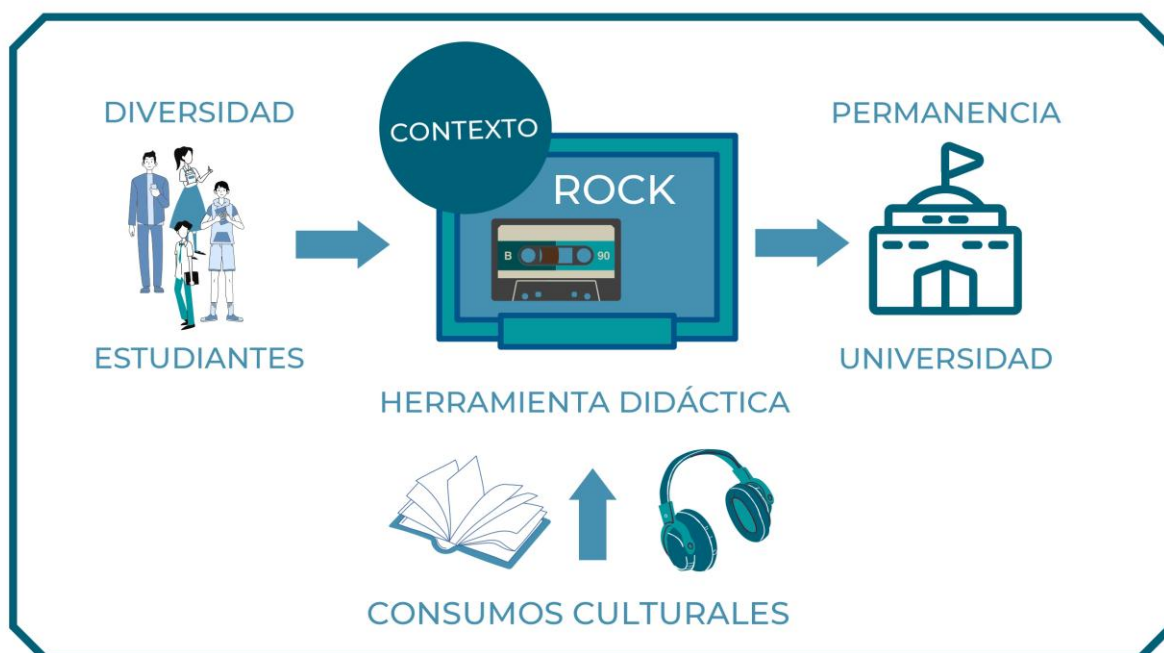 DIVERSIDAD
ESTUDIANTES
CONTEXTO
ROCK
B 90
HERRAMIENTA DIDÁCTICA
CONSUMOS CULTURALES
PERMANENCIA
UNIVERSIDAD